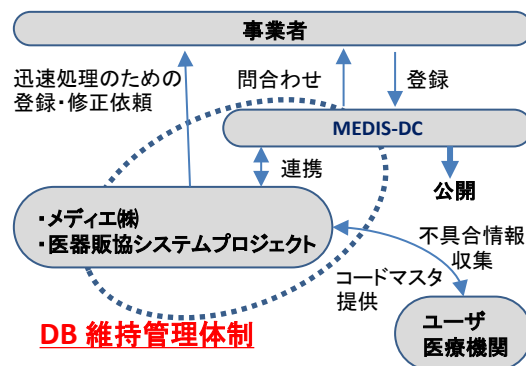 事業者
迅速処理のための
登録・修正依頼
問合わせ
登録
MEDIS-DC
連携
公開
・メディエ㈱
・医器販協システムプロジェクト
不具合情報
収集
コードマスタ
提供
DB 維持管理体制
ユーザ
医療機関